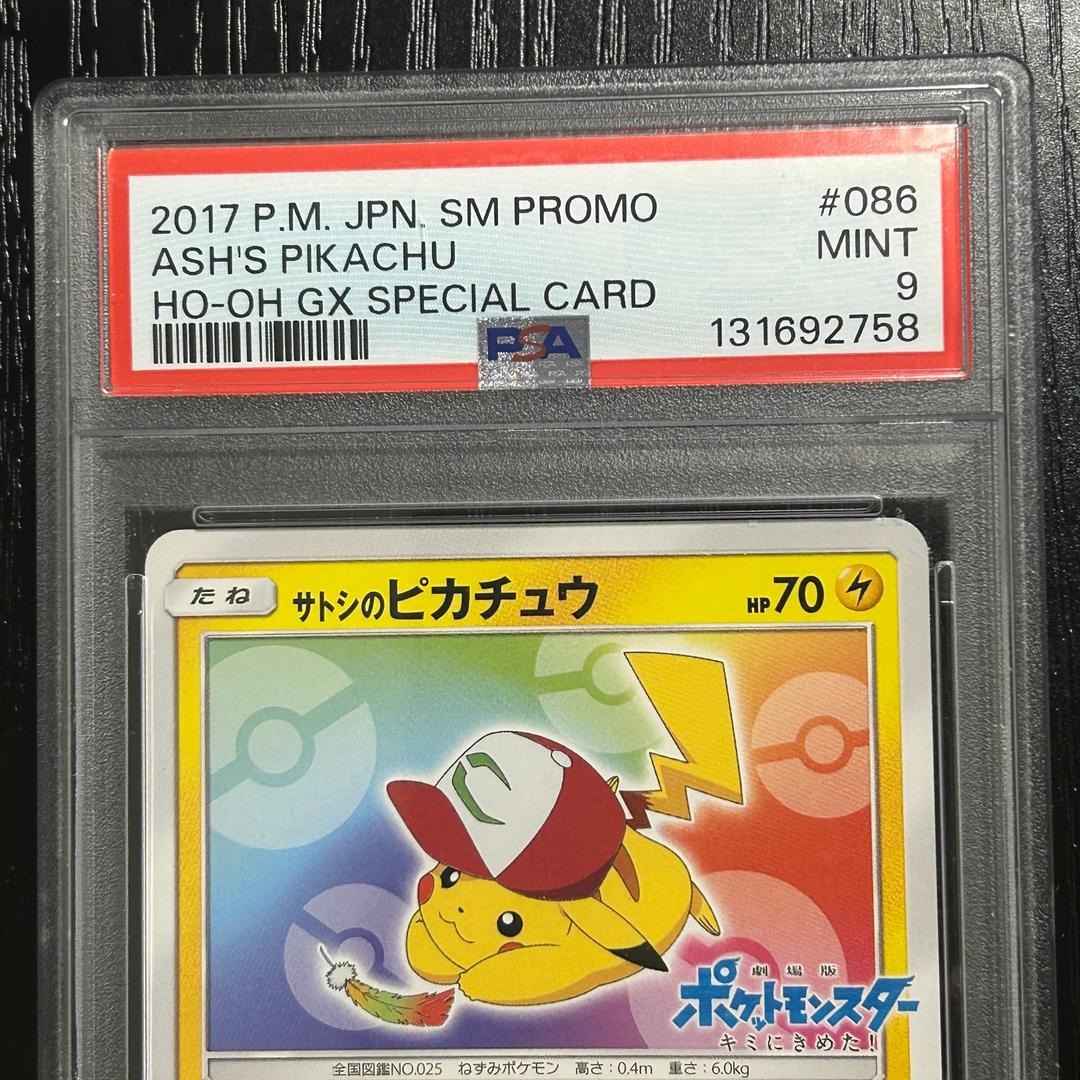 2017 P.M. JPN. SM PROMO #086
ASH'S PIKACHU MINT
HO-OH GX SPECIAL CARD 9
PSA 131692758
たね サトシのピカチュウ HP70
劇場版
ポケットモンスター
キミにきめた!
全国図鑑NO.025 ねずみポケモン 高さ:0.4m 重さ:6.0kg